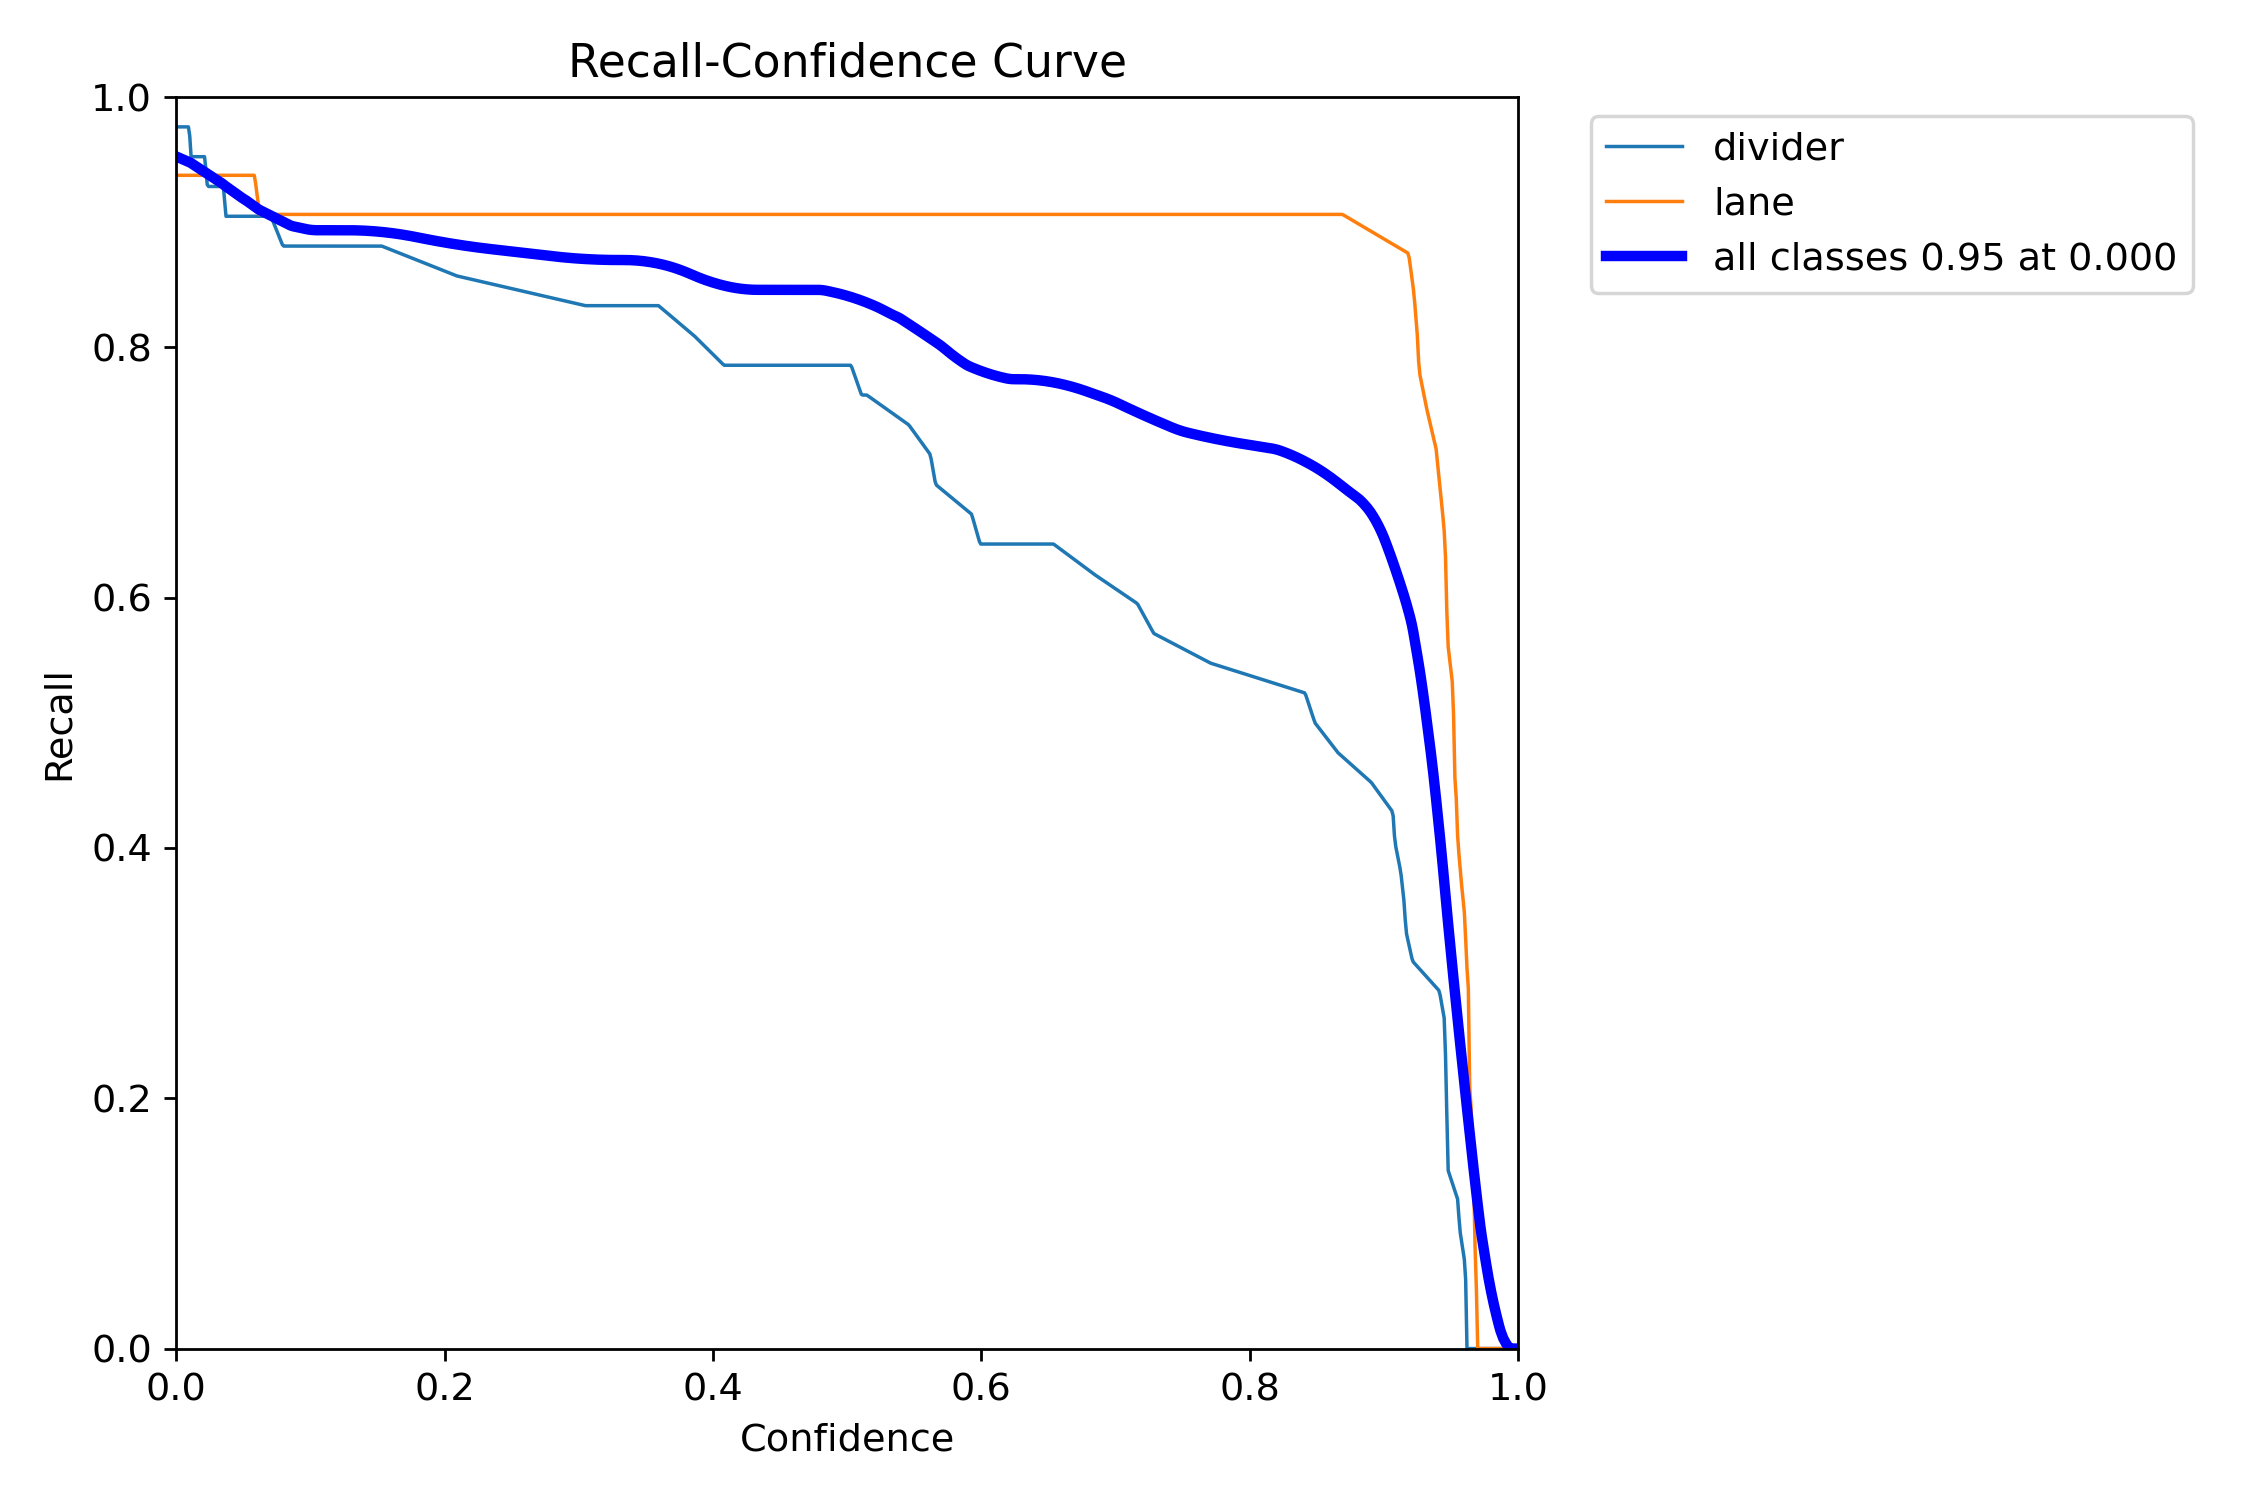 Recall-Confidence Curve
1.0
0.8
0.6
0.4
0.2
0.0
Recall
0.0 0.2 0.4 0.6 0.8 1.0
Confidence
divider
lane
all classes 0.95 at 0.000